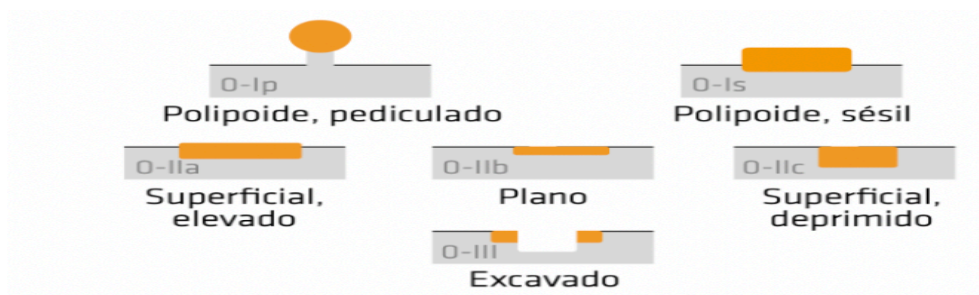 0-Ip
0-Is
Polipoide, pediculado
Polipoide, sésil
0-IIa
0-IIb
0-IIc
Superficial,
elevado
Plano
Superficial,
deprimido
0-III
Excavado